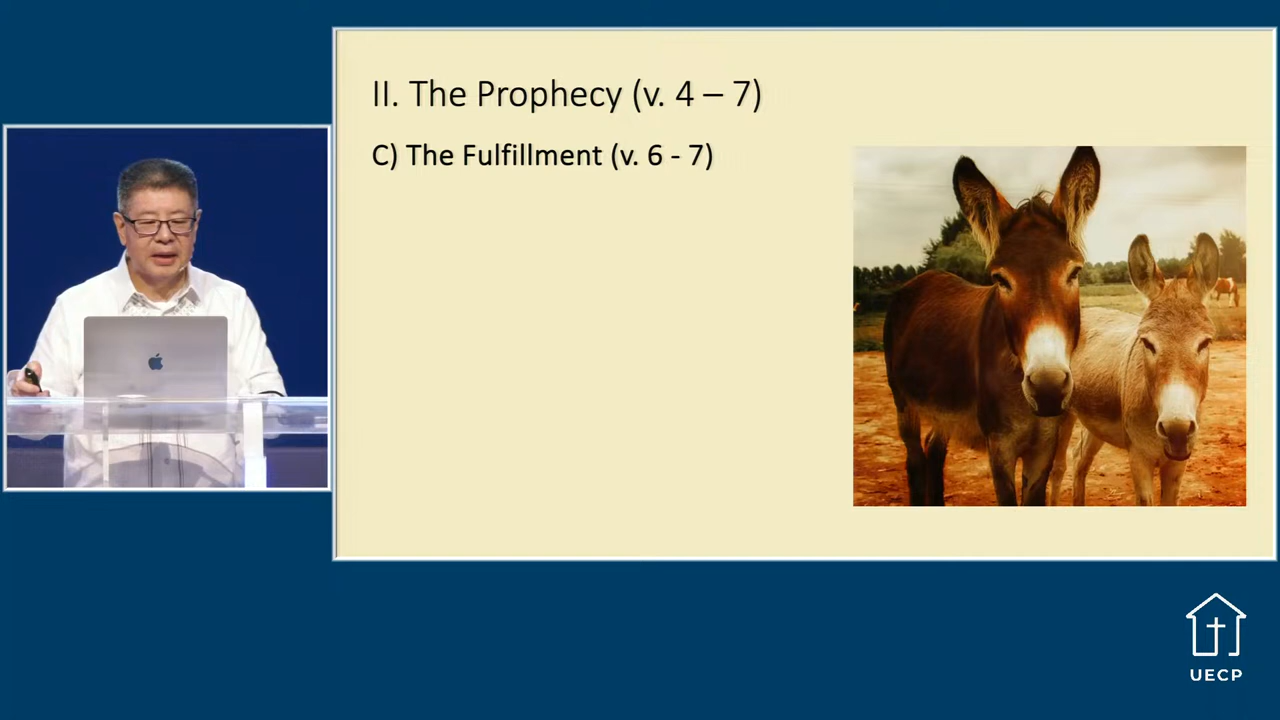 II. The Prophecy (v. 4 – 7)
C) The Fulfillment (v. 6 - 7)
UECP